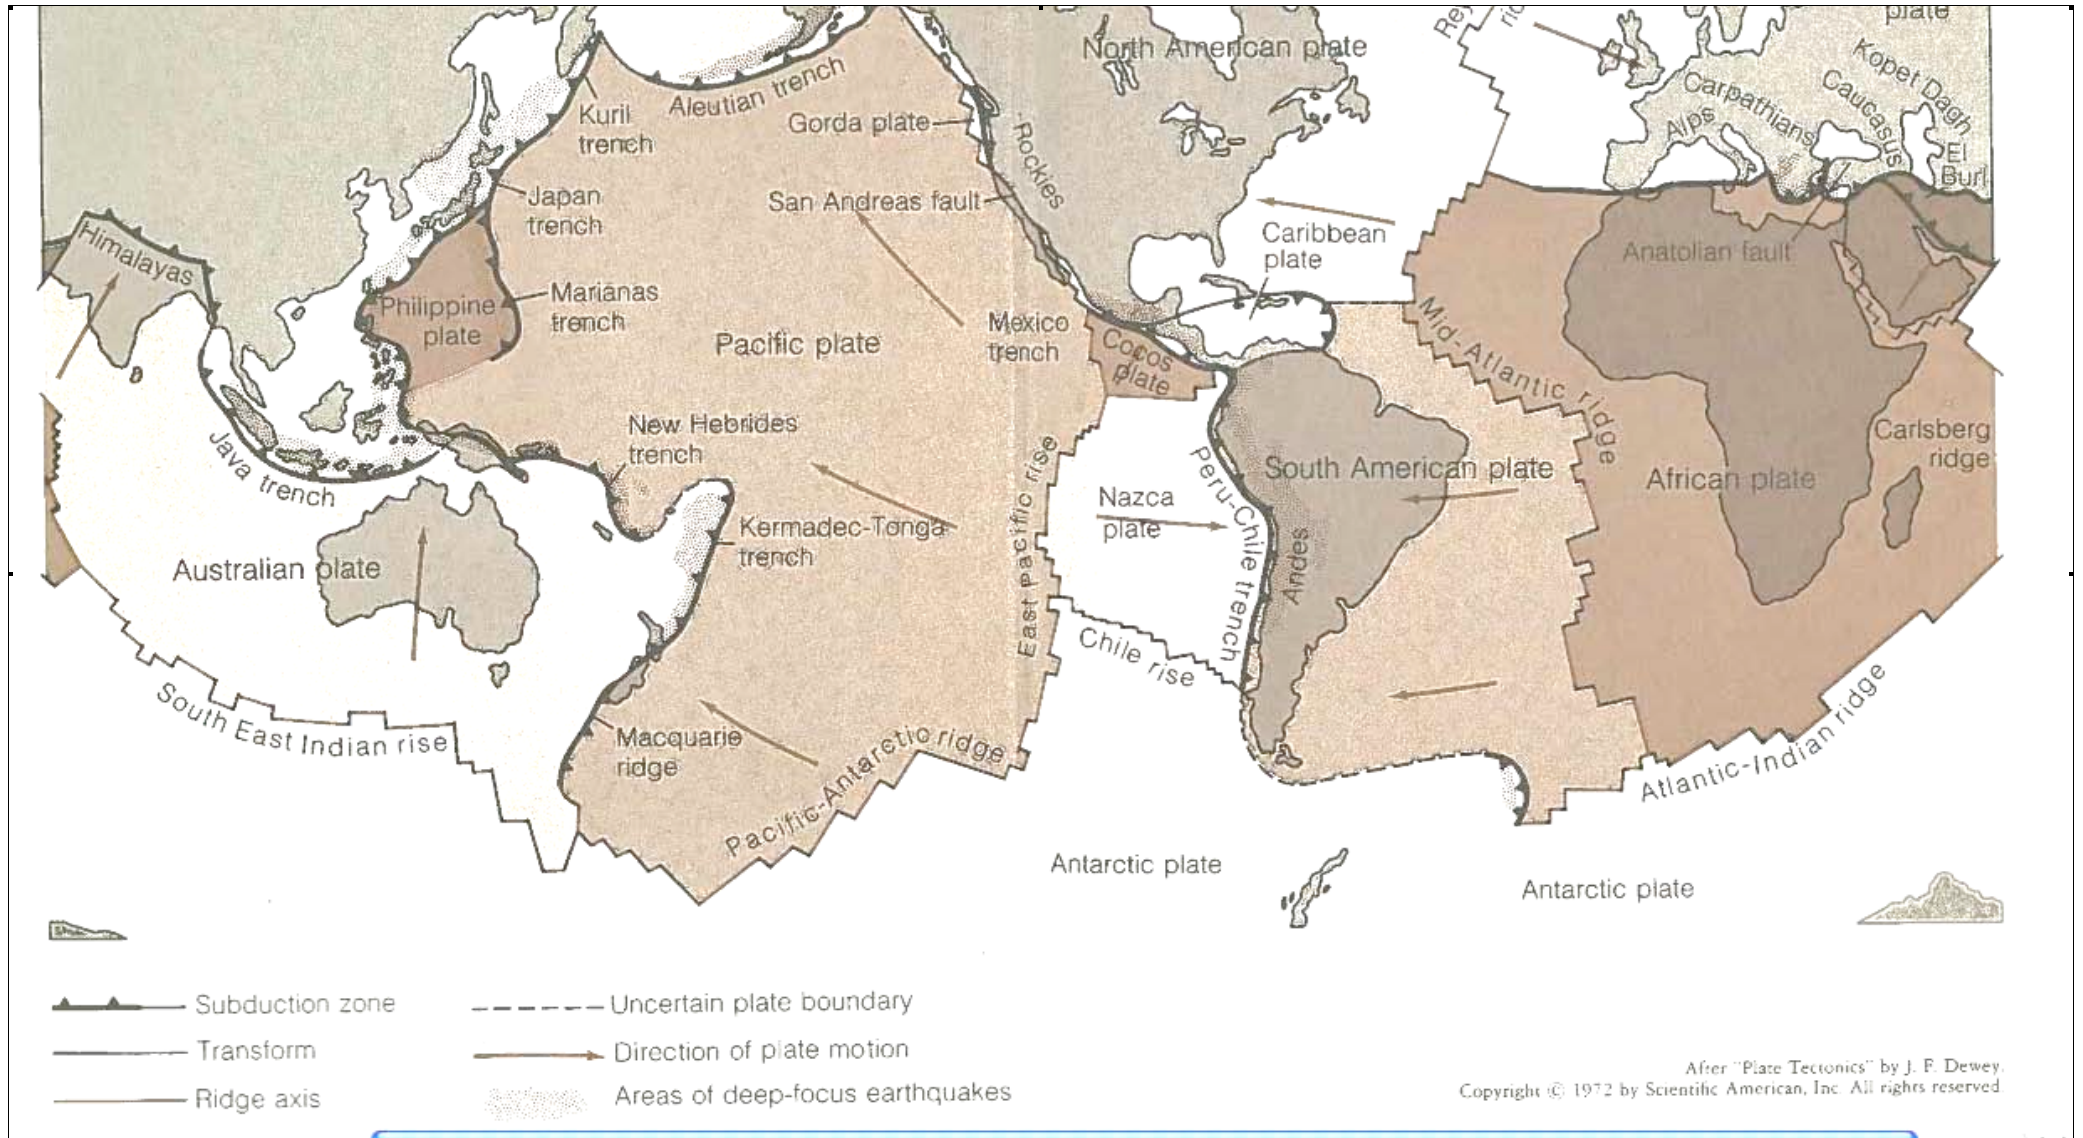 plate
North American plate
Kopet Dagh
Carpathians
Caucasus
Alps
El
Burl
Aleutian trench
Kuril
trench
Gorda plate
Rockies
Japan
trench
San Andreas fault
Himalayas
Caribbean
plate
Anatolian fault
Philippine
plate
Marianas
trench
Pacific plate
Mexico
trench
Cocos
plate
Mid-Atlantic ridge
New Hebrides
trench
Java trench
East Pacific rise
Nazca
plate
Peru-Chile trench
South American plate
African plate
Carlsberg
ridge
Kermadec-Tonga
trench
Australian plate
Andes
Chile rise
South East Indian rise
Macquarie
ridge
Pacific-Antarctic ridge
Atlantic-Indian ridge
Antarctic plate
Antarctic plate
Subduction zone
Uncertain plate boundary
Transform
Direction of plate motion
Ridge axis
Areas of deep-focus earthquakes
After "Plate Tectonics" by J. F. Dewey.
Copyright © 1972 by Scientific American, Inc. All rights reserved.